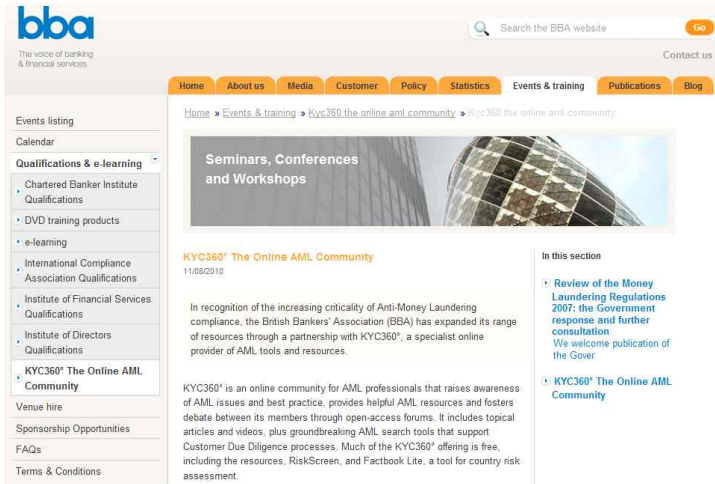 bba
The voice of banking
& financial services
Search the BBA website
Go
Contact us
Home
About us
Media
Customer
Policy
Statistics
Events & training
Publications
Blog
Home » Events & training » Kyc360 the online aml community » Kyc360 the online aml community
Events listing
Calendar
Qualifications & e-learning
Chartered Banker Institute
Qualifications
DVD training products
e-learning
International Compliance
Association Qualifications
Institute of Financial Services
Qualifications
Institute of Directors
Qualifications
KYC360° The Online AML
Community
Venue hire
Sponsorship Opportunities
FAQs
Terms & Conditions
Seminars, Conferences
and Workshops
KYC360° The Online AML Community
11/08/2010
In recognition of the increasing criticality of Anti-Money Laundering
compliance, the British Bankers' Association (BBA) has expanded its range
of resources through a partnership with KYC360°, a specialist online
provider of AML tools and resources.
KYC360° is an online community for AML professionals that raises awareness
of AML issues and best practice, provides helpful AML resources and fosters
debate between its members through open-access forums. It includes topical
articles and videos, plus groundbreaking AML search tools that support
Customer Due Diligence processes. Much of the KYC360° offering is free,
including the resources, RiskScreen, and Factbook Lite, a tool for country risk
assessment.
In this section
Review of the Money
Laundering Regulations
2007: the Government
response and further
consultation
We welcome publication of
the Gover
KYC360° The Online AML
Community